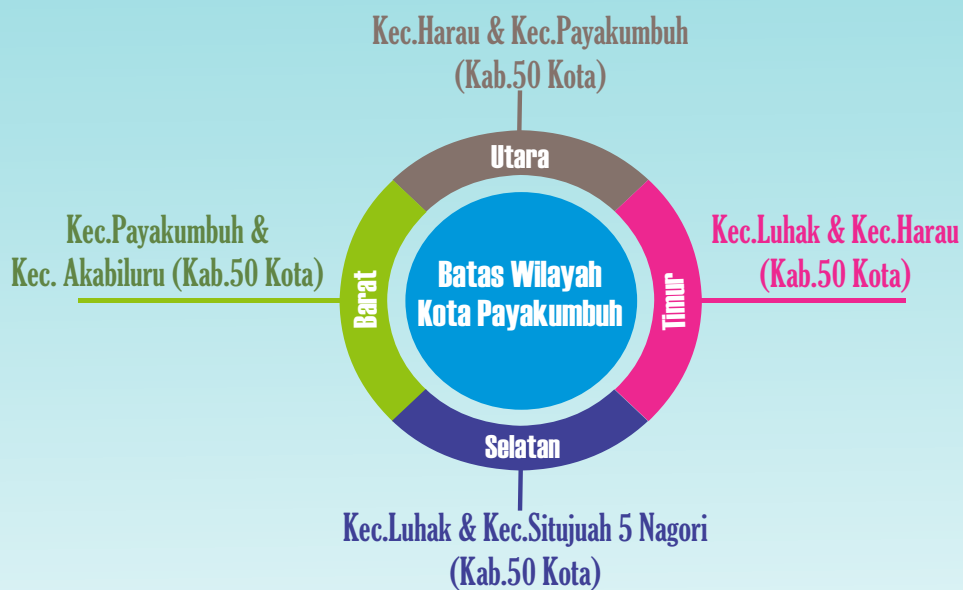 Kec.Harau & Kec.Payakumbuh
(Kab.50 Kota)
Utara
Kec.Payakumbuh &
Kec. Akabiluru (Kab.50 Kota)
Barat
Batas Wilayah
Kota Payakumbuh
Timur
Kec.Luhak & Kec.Harau
(Kab.50 Kota)
Selatan
Kec.Luhak & Kec.Situjuah 5 Nagori
(Kab.50 Kota)